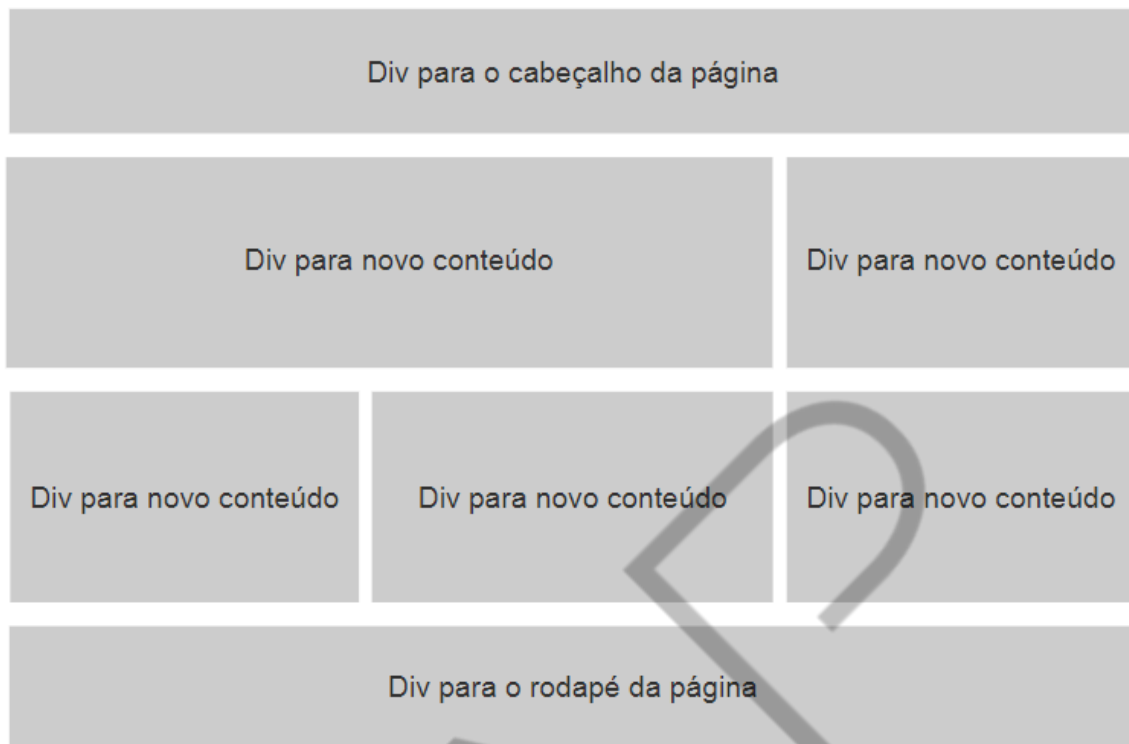 Div para o cabeçalho da página
Div para novo conteúdo
Div para novo conteúdo
Div para novo conteúdo
Div para novo conteúdo
Div para novo conteúdo
Div para o rodapé da página